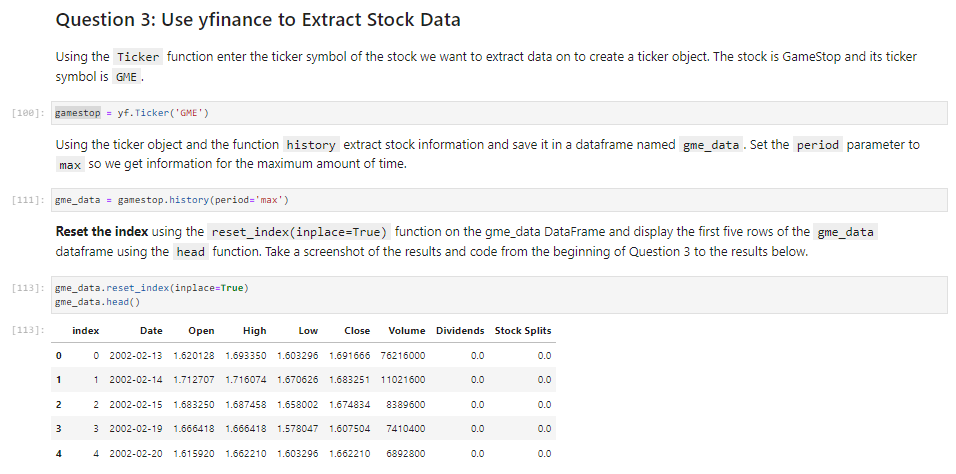 Question 3: Use yfinance to Extract Stock Data
Using the Ticker function enter the ticker symbol of the stock we want to extract data on to create a ticker object. The stock is GameStop and its ticker
symbol is GME .
[100]: gamestop = yf.Ticker('GME')
Using the ticker object and the function history extract stock information and save it in a dataframe named gme_data . Set the period parameter to
max so we get information for the maximum amount of time.
[111]: gme_data = gamestop.history(period='max')
Reset the index using the reset_index(inplace=True) function on the gme_data DataFrame and display the first five rows of the gme_data
dataframe using the head function. Take a screenshot of the results and code from the beginning of Question 3 to the results below.
[113]: gme_data.reset_index(inplace=True)
gme_data.head()
[113]: index Date Open High Low Close Volume Dividends Stock Splits
0 0 2002-02-13 1.620128 1.693350 1.603296 1.691666 76216000 0.0 0.0
1 1 2002-02-14 1.712707 1.716074 1.670626 1.683251 11021600 0.0 0.0
2 2 2002-02-15 1.683250 1.687458 1.658002 1.674834 8389600 0.0 0.0
3 3 2002-02-19 1.666418 1.666418 1.578047 1.607504 7410400 0.0 0.0
4 4 2002-02-20 1.615920 1.662210 1.603296 1.662210 6892800 0.0 0.0